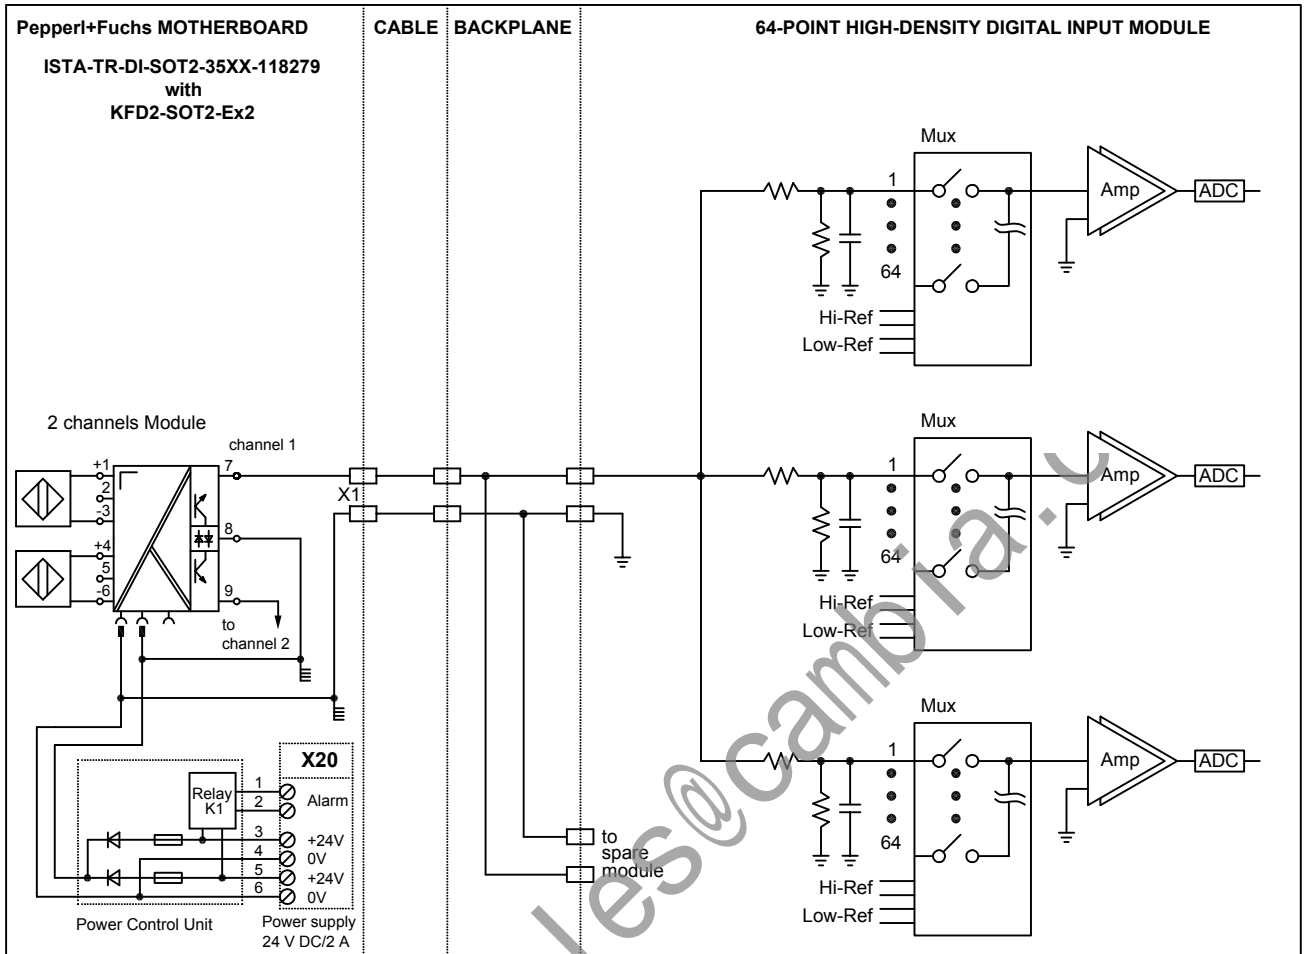 Pepperl+Fuchs MOTHERBOARD
CABLE
BACKPLANE
64-POINT HIGH-DENSITY DIGITAL INPUT MODULE
ISTA-TR-DI-SOT2-35XX-118279
with
KFD2-SOT2-Ex2
Mux
1
64
Hi-Ref
Low-Ref
Amp
ADC
2 channels Module
channel 1
+1
2
-3
+4
5
-6
7
8
9
to
channel 2
X1
Mux
1
64
Hi-Ref
Low-Ref
Amp
ADC
Mux
1
64
Hi-Ref
Low-Ref
Amp
ADC
to
spare
module
X20
Relay
K1
1
2
Alarm
3
+24V
4
0V
5
+24V
6
0V
Power Control Unit
Power supply
24 V DC/2 A
les@cambia.c